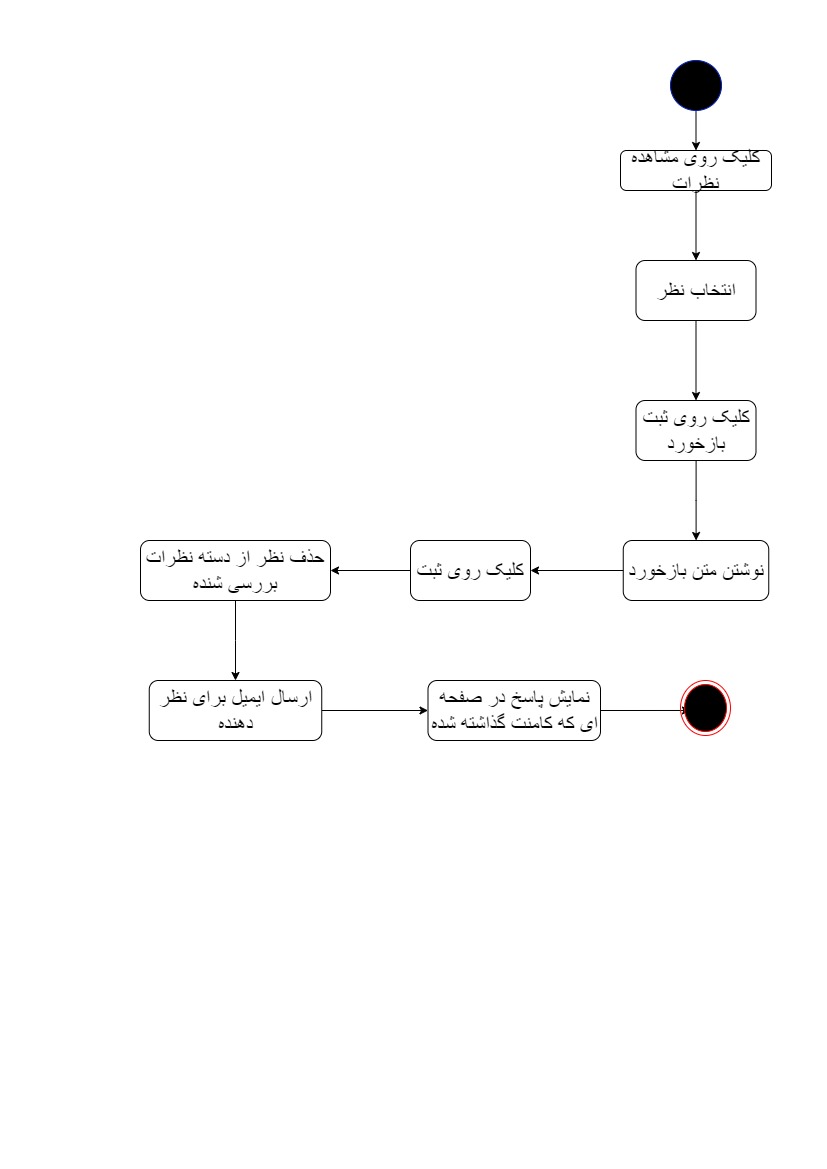 کلیک روی مشاهده
نظرات
انتخاب نظر
کلیک روی ثبت
بازخورد
نوشتن متن بازخورد
کلیک روی ثبت
حذف نظر از دسته نظرات
بررسی شنده
ارسال ایمیل برای نظر
دهنده
نمایش پاسخ در صفحه
ای که کامنت گذاشته شده